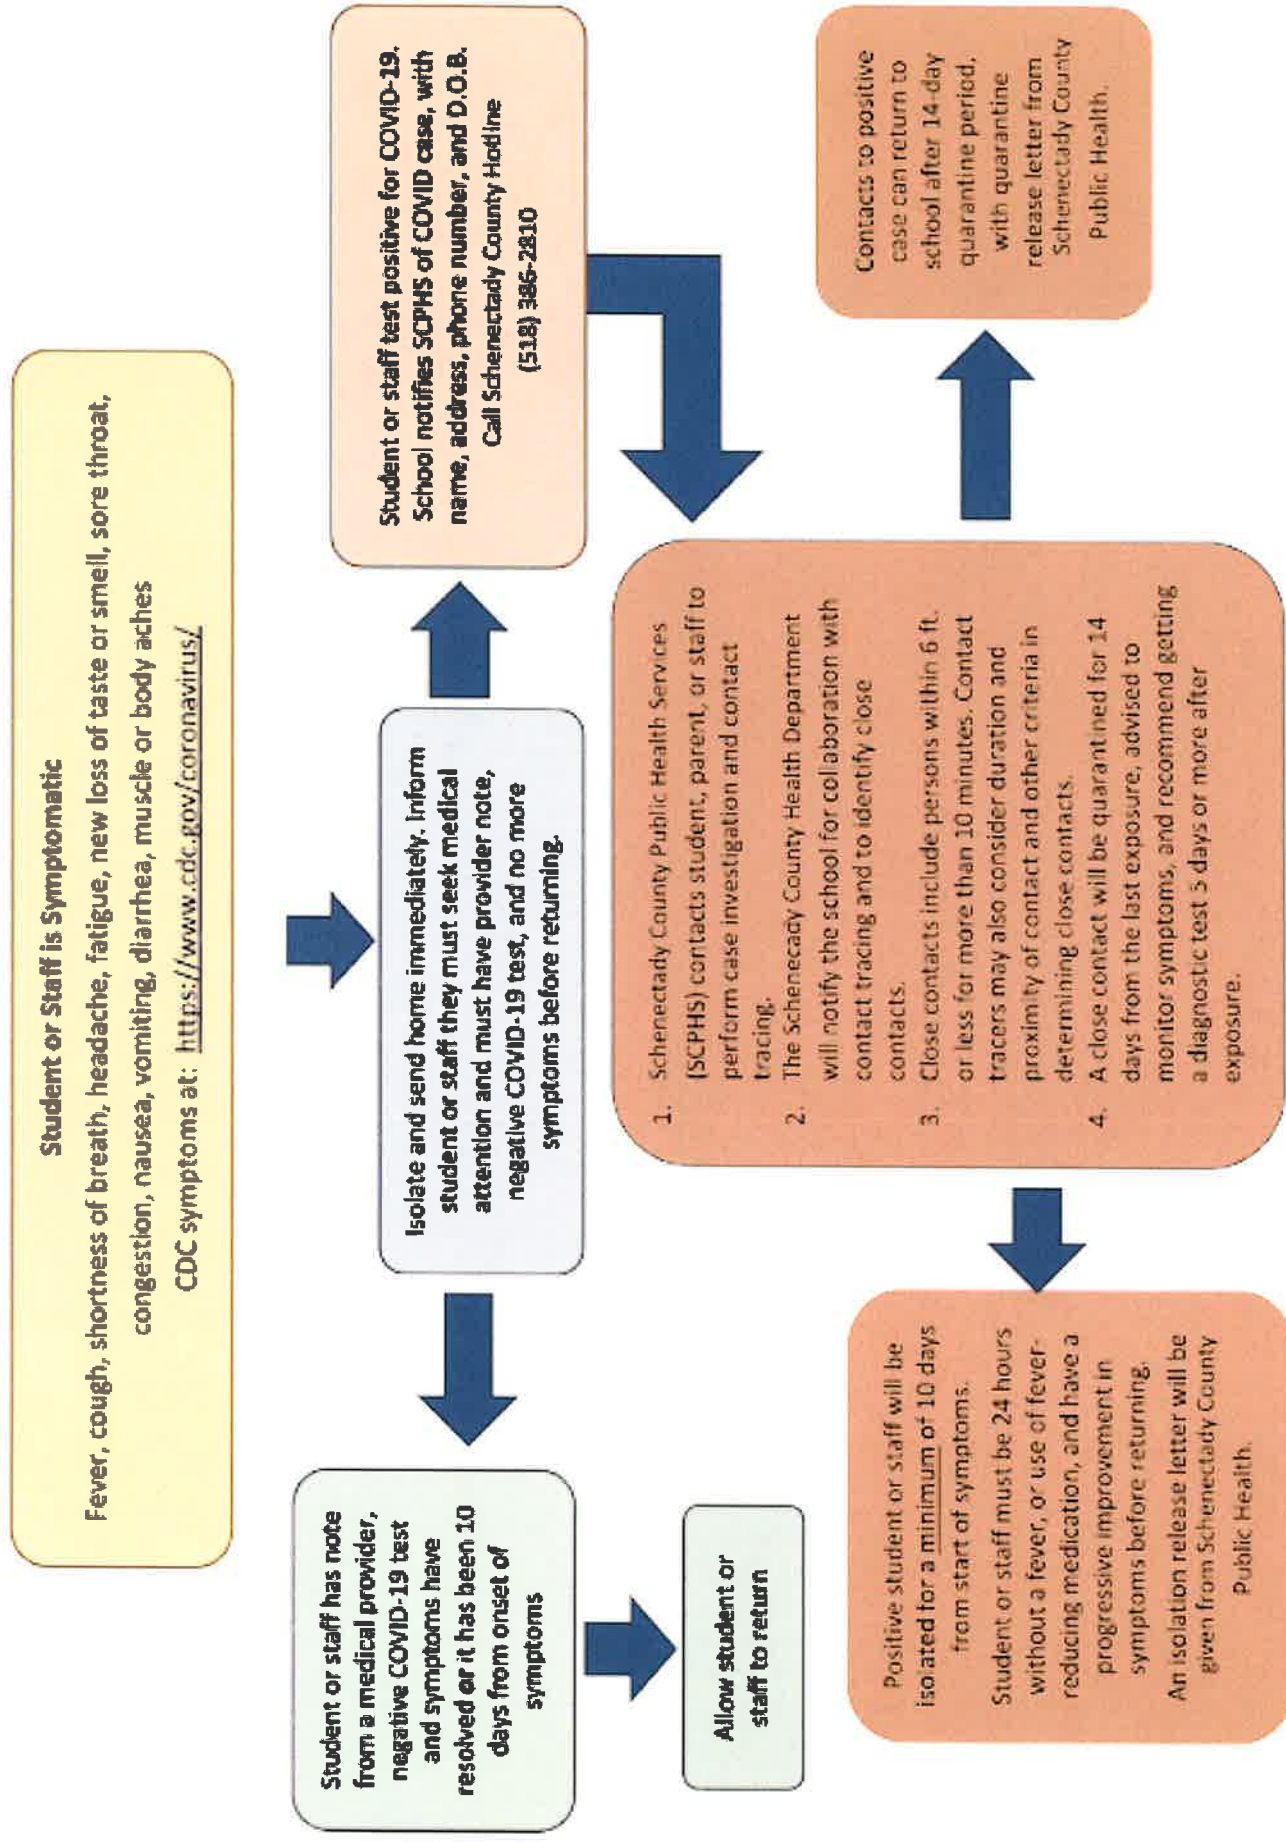 Student or Staff is Symptomatic
Fever, cough, shortness of breath, headache, fatigue, new loss of taste or smell, sore throat,
congestion, nausea, vomiting, diarrhea, muscle or body aches
CDC symptoms at: https://www.cdc.gov/coronavirus/
Isolate and send home immediately. Inform
student or staff they must seek medical
attention and must have provider note,
negative COVID-19 test, and no more
symptoms before returning.
Student or staff has note
from a medical provider,
negative COVID-19 test
and symptoms have
resolved or it has been 10
days from onset of
symptoms
Allow student or
staff to return
Student or staff test positive for COVID-19.
School notifies SCPHS of COVID case, with
name, address, phone number, and D.O.B.
Call Schenectady County Hotline
(518) 386-2810
1. Schenectady County Public Health Services
(SCPHS) contacts student, parent, or staff to
perform case investigation and contact
tracing.
2. The Schenecady County Health Department
will notify the school for collaboration with
contact tracing and to identify close
contacts.
3. Close contacts include persons within 6 ft.
or less for more than 10 minutes. Contact
tracers may also consider duration and
proximity of contact and other criteria in
determining close contacts.
4. A close contact will be quarantined for 14
days from the last exposure, advised to
monitor symptoms, and recommend getting
a diagnostic test 5 days or more after
exposure.
Positive student or staff will be
isolated for a minimum of 10 days
from start of symptoms.
Student or staff must be 24 hours
without a fever, or use of fever-
reducing medication, and have a
progressive improvement in
symptoms before returning.
An isolation release letter will be
given from Schenectady County
Public Health.
Contacts to positive
case can return to
school after 14-day
quarantine period,
with quarantine
release letter from
Schenectady County
Public Health.